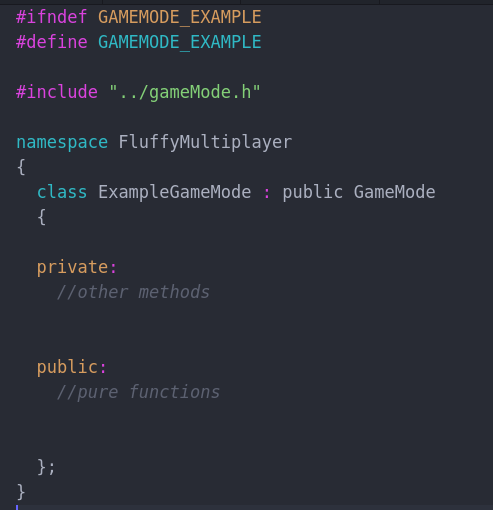 #ifndef GAMEMODE_EXAMPLE
#define GAMEMODE_EXAMPLE
#include "../gameMode.h"
namespace FluffyMultiplayer
{
class ExampleGameMode : public GameMode
{
private:
//other methods
public:
//pure functions
};
}